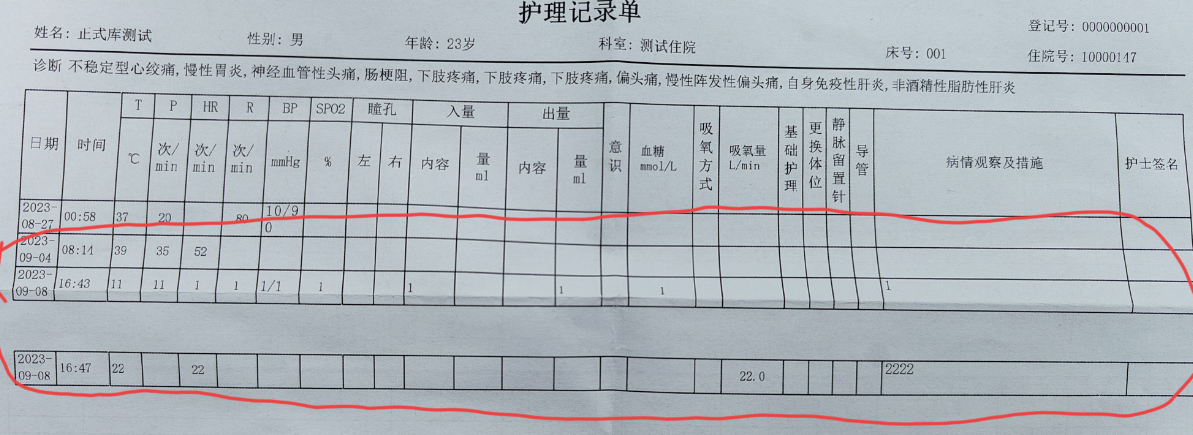 护理记录单
姓名: 止式库测试 性别: 男 年龄: 23岁 科室: 测试住院 床号: 001 登记号: 0000000001 住院号: 10000147
诊断 不稳定型心绞痛, 慢性胃炎, 神经血管性头痛, 肠梗阻, 下肢疼痛, 下肢疼痛, 下肢疼痛, 偏头痛, 慢性阵发性偏头痛, 自身免疫性肝炎, 非酒精性脂肪性肝炎
日期 时间 T P HR R BP SPO2 瞳孔 入量 出量 意识 血糖 mmol/L 吸氧方式 吸氧量 L/min 基础护理 更换体位 静脉留置针 导管 病情观察及措施 护士签名
℃ 次/min 次/min 次/min mmHg % 左 右 内容 量 ml 内容 量 ml
2023-08-27 00:58 37 20 80 10/90
2023-09-04 08:14 39 35 52
2023-09-08 16:43 11 11 1 1 1/1 1 1 1 1 1
2023-09-08 16:47 22 22 22.0 2222